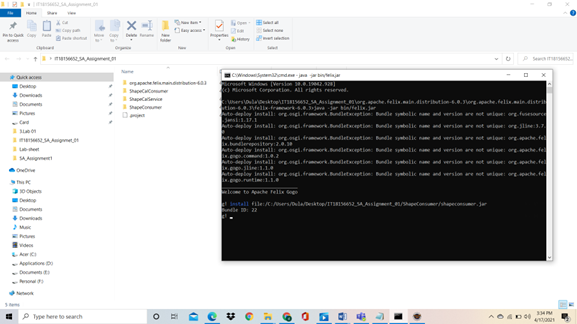 IT18156652_SA_Assignment_01
File
Home
Share
View
Pin to Quick access
Copy
Paste
Cut
Copy path
Paste shortcut
Clipboard
Move to
Copy to
Delete
Rename
Organize
New folder
New item
Easy access
New
Properties
Open
Edit
History
Open
Select all
Select none
Invert selection
Select
IT18156652_SA_Assignment_01
Quick access
Desktop
Downloads
Documents
Pictures
Card
3.Lab 01
IT18156652_SA_Assignment_01
Lab-sheet
SA_Assignment1
OneDrive
This PC
3D Objects
Desktop
Documents
Downloads
Music
Pictures
Videos
Acer (C:)
Applications (D:)
Documents (E:)
Personal (F:)
Network
5 items
Name
org.apache.felix.main.distribution-6.0.3
ShapeCalConsumer
ShapeCalService
ShapeConsumer
.project
C:\Windows\System32\cmd.exe - java -jar bin/felix.jar
Microsoft Windows [Version 10.0.19042.928]
(c) Microsoft Corporation. All rights reserved.
C:\Users\Dula\Desktop\IT18156652_SA_Assignment_01\org.apache.felix.main.distribution-6.0.3\org.apache.felix.main.distri
bution-6.0.3\felix-framework-6.0.3>java -jar bin/felix.jar
Auto-deploy install: org.osgi.framework.BundleException: Bundle symbolic name and version are not unique: org.fusesource
.jansi:1.17.1
Auto-deploy install: org.osgi.framework.BundleException: Bundle symbolic name and version are not unique: org.jline:3.7.
Auto-deploy install: org.osgi.framework.BundleException: Bundle symbolic name and version are not unique: org.apache.fel
ix.bundlerepository:2.0.10
Auto-deploy install: org.osgi.framework.BundleException: Bundle symbolic name and version are not unique: org.apache.fel
ix.gogo.command:1.0.2
Auto-deploy install: org.osgi.framework.BundleException: Bundle symbolic name and version are not unique: org.apache.fel
ix.gogo.jline:1.1.0
Auto-deploy install: org.osgi.framework.BundleException: Bundle symbolic name and version are not unique: org.apache.fel
ix.gogo.runtime:1.1.0
Welcome to Apache Felix Gogo
g! install file:/C:/Users/Dula/Desktop/IT18156652_SA_Assignment_01/ShapeConsumer/shapeconsumer.jar
Bundle ID: 22
g!
Type here to search
3:34 PM
4/17/2021